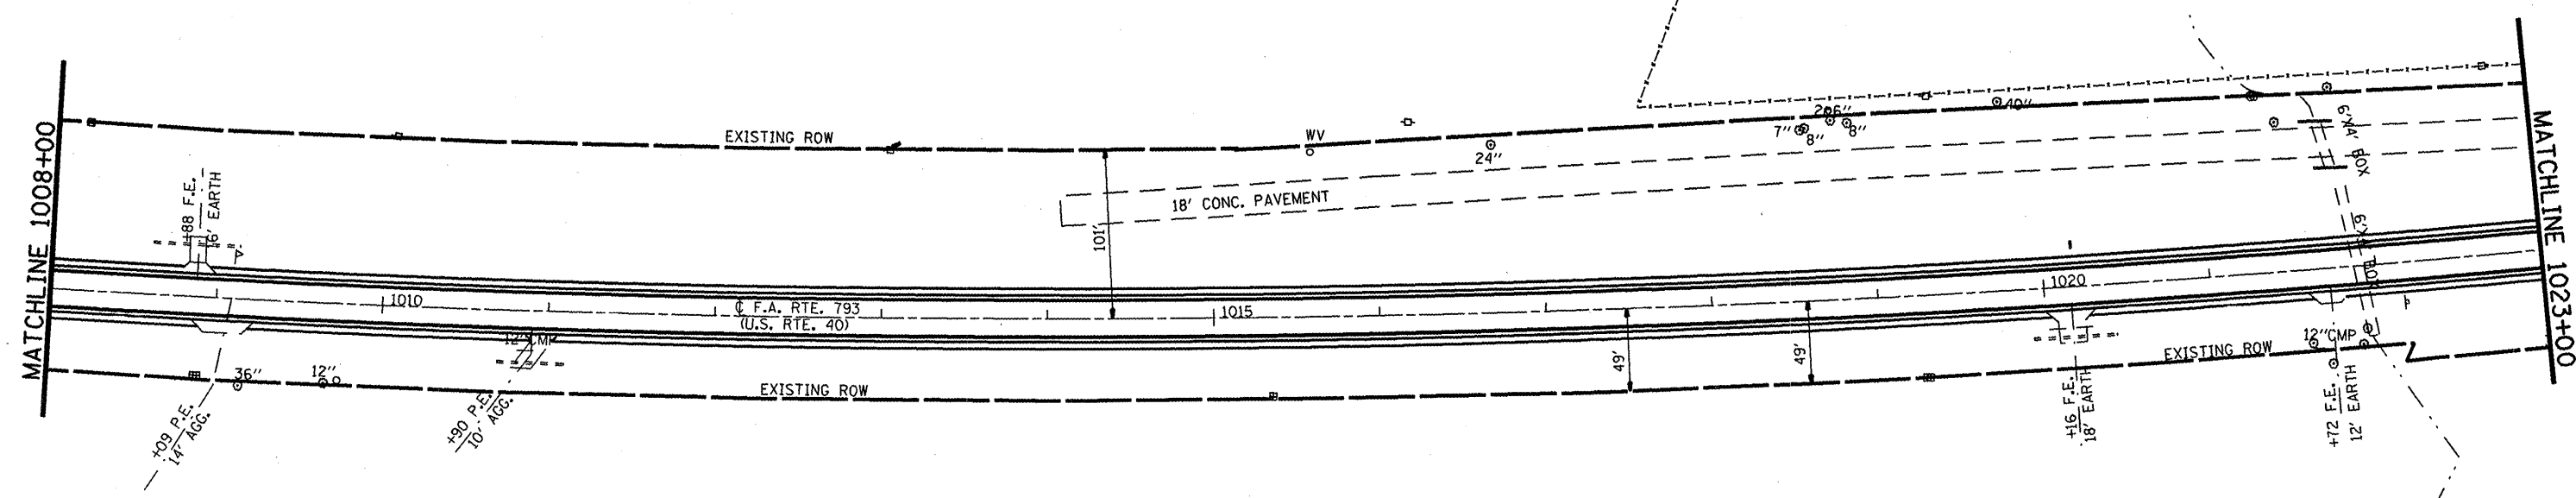 MATCHLINE 1008+00
EXISTING ROW
WV
24"
7"
8"
8"
40"
6'X4' BOX
MATCHLINE 1023+00
+88 F.E.
16' EARTH
101'
18' CONC. PAVEMENT
6'X4' BOX
1010
℄ F.A. RTE. 793
(U.S. RTE. 40)
1015
1020
12" CMP
49'
49'
12" CMP
EXISTING ROW
36"
12"
EXISTING ROW
+09 P.E.
14' AGG.
+90 P.E.
10' AGG.
+16 F.E.
18' EARTH
+72 F.E.
12' EARTH